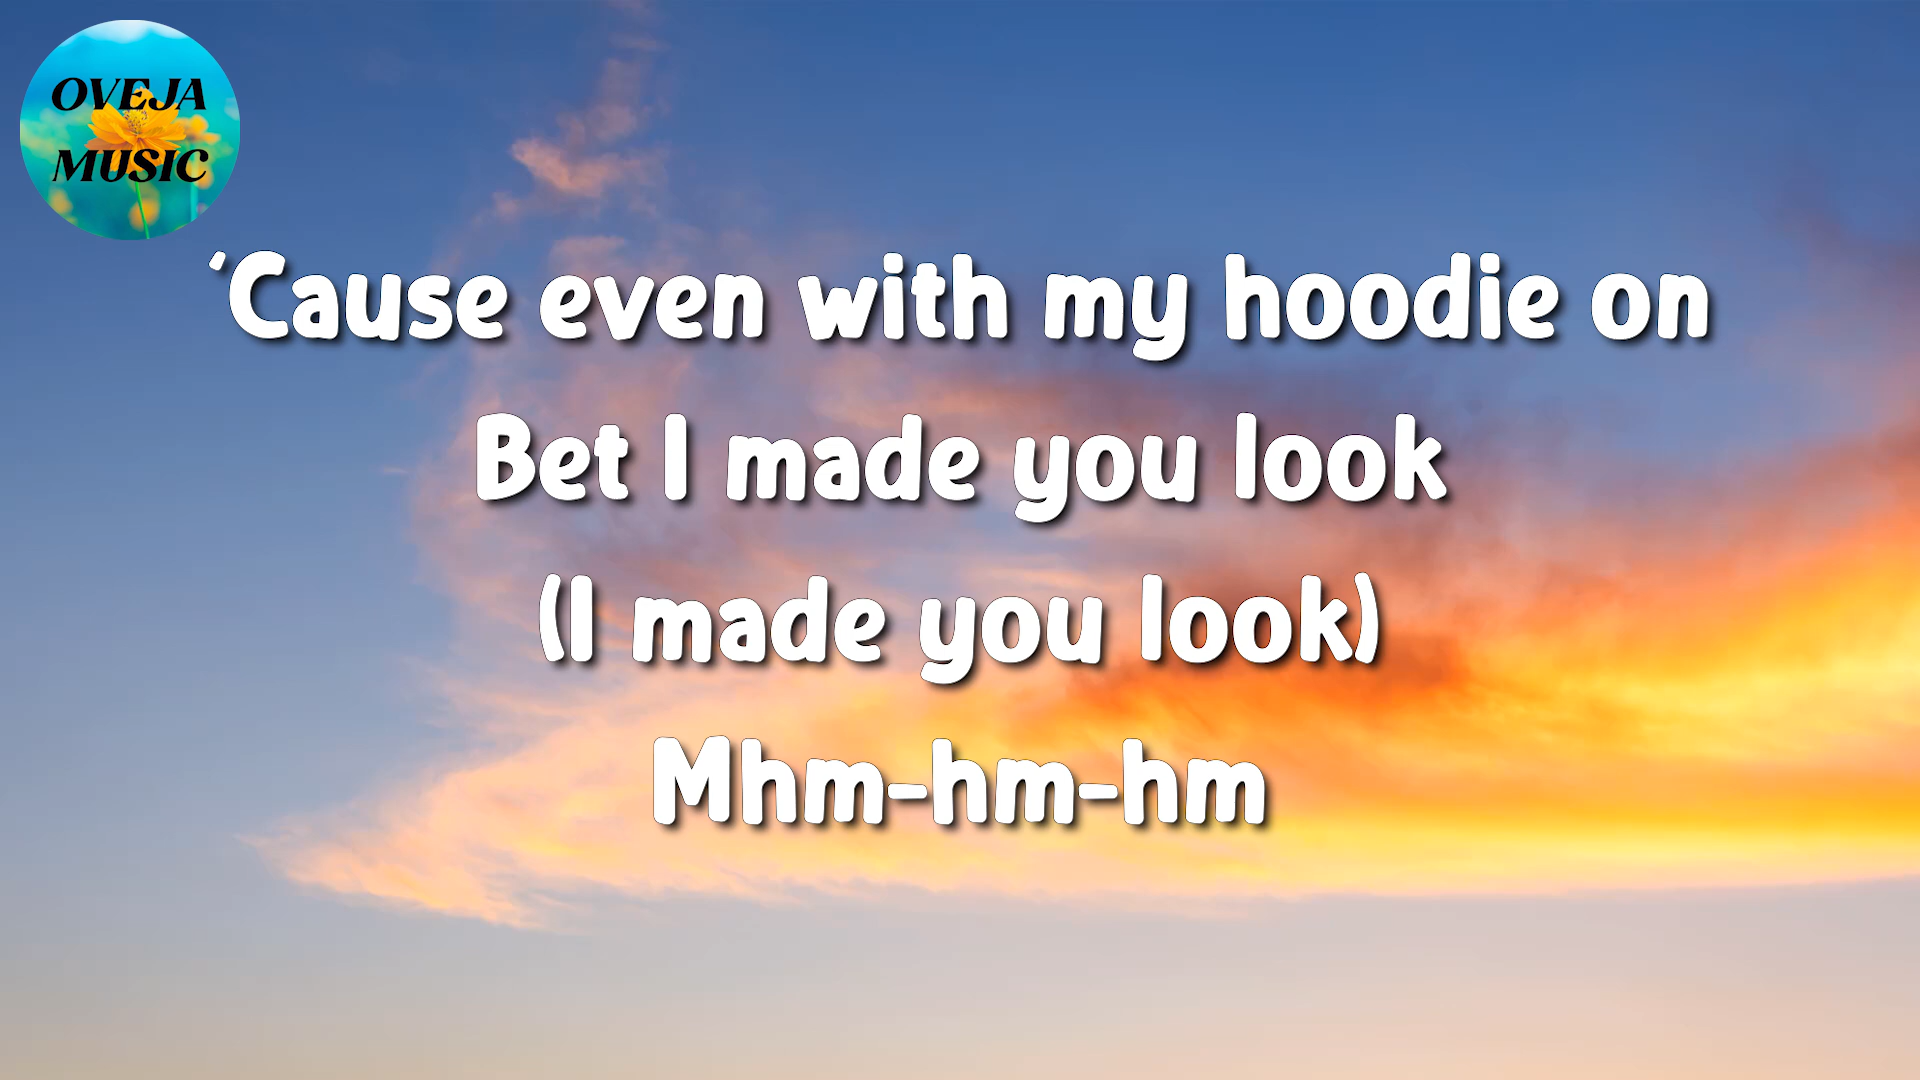 OVEJA
MUSIC
'Cause even with my hoodie on
Bet I made you look
(I made you look)
Mhm-hm-hm